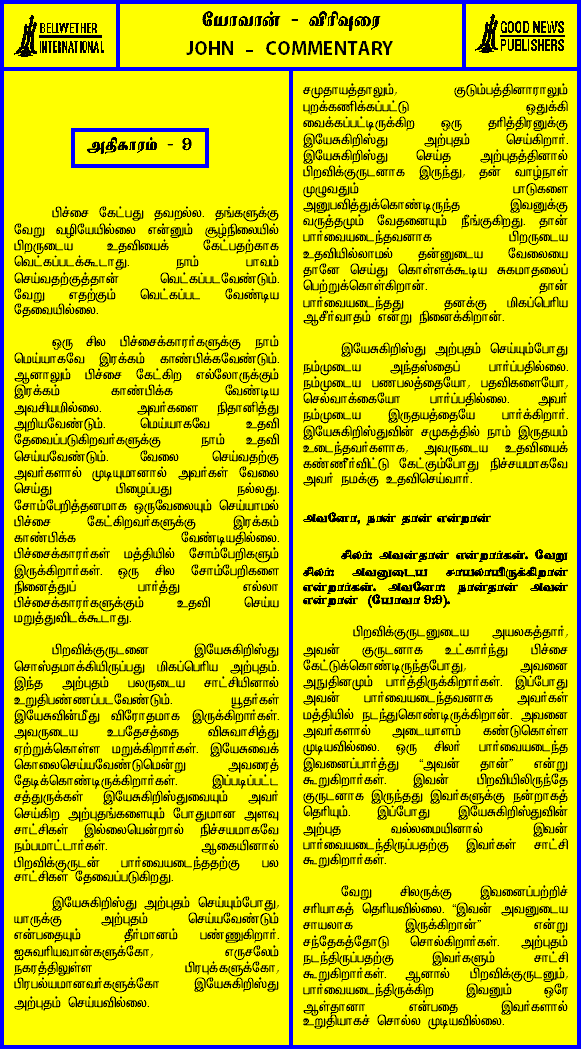 BELWETHER
INTERNATIONAL
யோவான் - விரிவுரை
JOHN – COMMENTARY
GOOD NEWS
PUBLISHERS
அதிகாரம் - 9
பிச்சை கேட்பது தவறல்ல. தங்களுக்கு
வேறு வழியேயில்லை என்னும் சூழ்நிலையில்
பிறருடைய உதவியைக் கேட்பதற்காக
வெட்கப்படக்கூடாது. நாம் பாவம்
செய்வதற்குத்தான் வெட்கப்படவேண்டும்.
வேறு எதற்கும் வெட்கப்பட வேண்டிய
தேவையில்லை.
ஒரு சில பிச்சைக்காரர்களுக்கு நாம்
மெய்யாகவே இரக்கம் காண்பிக்கவேண்டும்.
ஆனாலும் பிச்சை கேட்கிற எல்லோருக்கும்
இரக்கம் காண்பிக்க வேண்டிய
அவசியமில்லை. அவர்களை நிதானித்து
அறியவேண்டும். மெய்யாகவே உதவி
தேவைப்படுகிறவர்களுக்கு நாம் உதவி
செய்யவேண்டும். வேலை செய்வதற்கு
அவர்களால் முடியுமானால் அவர்கள் வேலை
செய்து பிழைப்பது நல்லது.
சோம்பேறித்தனமாக ஒருவேலையும் செய்யாமல்
பிச்சை கேட்கிறவர்களுக்கு இரக்கம்
காண்பிக்க வேண்டியதில்லை.
பிச்சைக்காரர்கள் மத்தியில் சோம்பேறிகளும்
இருக்கிறார்கள். ஒரு சில சோம்பேறிகளை
நினைத்துப் பார்த்து எல்லா
பிச்சைக்காரர்களுக்கும் உதவி செய்ய
மறுத்துவிடக்கூடாது.
பிறவிக்குருடனை இயேசுகிறிஸ்து
சொஸ்தமாக்கியிருப்பது மிகப்பெரிய அற்புதம்.
இந்த அற்புதம் பலருடைய சாட்சியினால்
உறுதிபண்ணப்படவேண்டும். யூதர்கள்
இயேசுவின்மீது விரோதமாக இருக்கிறார்கள்.
அவருடைய உபதேசத்தை விசுவாசித்து
ஏற்றுக்கொள்ள மறுக்கிறார்கள். இயேசுவைக்
கொலைசெய்யவேண்டுமென்று அவரைத்
தேடிக்கொண்டிருக்கிறார்கள். இப்படிப்பட்ட
சத்துருக்கள் இயேசுகிறிஸ்துவையும் அவர்
செய்கிற அற்புதங்களையும் போதுமான அளவு
சாட்சிகள் இல்லையென்றால் நிச்சயமாகவே
நம்பமாட்டார்கள். ஆகையினால்
பிறவிக்குருடன் பார்வையடைந்ததற்கு பல
சாட்சிகள் தேவைப்படுகிறது.
இயேசுகிறிஸ்து அற்புதம் செய்யும்போது,
யாருக்கு அற்புதம் செய்யவேண்டும்
என்பதையும் தீர்மானம் பண்ணுகிறார்.
ஐசுவரியவான்களுக்கோ, எருசலேம்
நகரத்திலுள்ள பிரபுக்களுக்கோ,
பிரபல்யமானவர்களுக்கோ இயேசுகிறிஸ்து
அற்புதம் செய்யவில்லை.
சமுதாயத்தாலும், குடும்பத்தினாராலும்
புறக்கணிக்கப்பட்டு ஒதுக்கி
வைக்கப்பட்டிருக்கிற ஒரு தரித்திரனுக்கு
இயேசுகிறிஸ்து அற்புதம் செய்கிறார்.
இயேசுகிறிஸ்து செய்த அற்புதத்தினால்
பிறவிக்குருடனாக இருந்து, தன் வாழ்நாள்
முழுவதும் பாடுகளை
அனுபவித்துக்கொண்டிருந்த இவனுக்கு
வருத்தமும் வேதனையும் நீங்குகிறது. தான்
பார்வையடைந்தவனாக பிறருடைய
உதவியில்லாமல் தன்னுடைய வேலையை
தானே செய்து கொள்ளக்கூடிய சுகமாதலைப்
பெற்றுக்கொள்கிறான். தான்
பார்வையடைந்தது தனக்கு மிகப்பெரிய
ஆசீர்வாதம் என்று நினைக்கிறான்.
இயேசுகிறிஸ்து அற்புதம் செய்யும்போது
நம்முடைய அந்தஸ்தைப் பார்ப்பதில்லை.
நம்முடைய பணபலத்தையோ, பதவிகளையோ,
செல்வாக்கையோ பார்ப்பதில்லை. அவர்
நம்முடைய இருதயத்தையே பார்க்கிறார்.
இயேசுகிறிஸ்துவின் சமுகத்தில் நாம் இருதயம்
உடைந்தவர்களாக, அவருடைய உதவியைக்
கண்ணீர்விட்டு கேட்கும்போது நிச்சயமாகவே
அவர் நமக்கு உதவிசெய்வார்.
அவனோ, நான் தான் என்றான்
சிலர்: அவன்தான் என்றார்கள். வேறு
சிலர்: அவனுடைய சாயலாயிருக்கிறான்
என்றார்கள். அவனோ: நான்தான் அவன்
என்றான் (யோவா 9:9).
பிறவிக்குருடனுடைய அயலகத்தார்,
அவன் குருடனாக உட்கார்ந்து பிச்சை
கேட்டுக்கொண்டிருந்தபோது, அவனை
அநுதினமும் பார்த்திருக்கிறார்கள். இப்போது
அவன் பார்வையடைந்தவனாக அவர்கள்
மத்தியில் நடந்துகொண்டிருக்கிறான். அவனை
அவர்களால் அடையாளம் கண்டுகொள்ள
முடியவில்லை. ஒரு சிலர் பார்வையடைந்த
இவனைப்பார்த்து “அவன் தான்” என்று
கூறுகிறார்கள். இவன் பிறவியிலிருந்தே
குருடனாக இருந்தது இவர்களுக்கு நன்றாகத்
தெரியும். இப்போது இயேசுகிறிஸ்துவின்
அற்புத வல்லமையினால் இவன்
பார்வையடைந்திருப்பதற்கு இவர்கள் சாட்சி
கூறுகிறார்கள்.
வேறு சிலருக்கு இவனைப்பற்றிச்
சரியாகத் தெரியவில்லை. “இவன் அவனுடைய
சாயலாக இருக்கிறான்” என்று
சந்தேகத்தோடு சொல்கிறார்கள். அற்புதம்
நடந்திருப்பதற்கு இவர்களும் சாட்சி
கூறுகிறார்கள். ஆனால் பிறவிக்குருடனும்,
பார்வையடைந்திருக்கிற இவனும் ஒரே
ஆள்தானா என்பதை இவர்களால்
உறுதியாகச் சொல்ல முடியவில்லை.